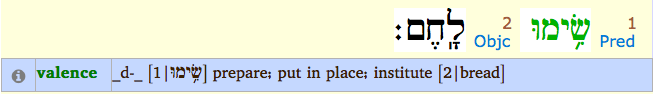 1 שִׂ֥ימוּ 2 לָֽחֶם׃
Pred Objc
valence _d-_ [1|שִׂ֥ימוּ] prepare; put in place; institute [2|bread]